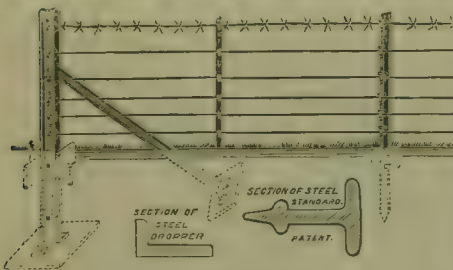 SECTION OF
STEEL
DROPPER
SECTION OF STEEL
STANDARD.
PATENT.